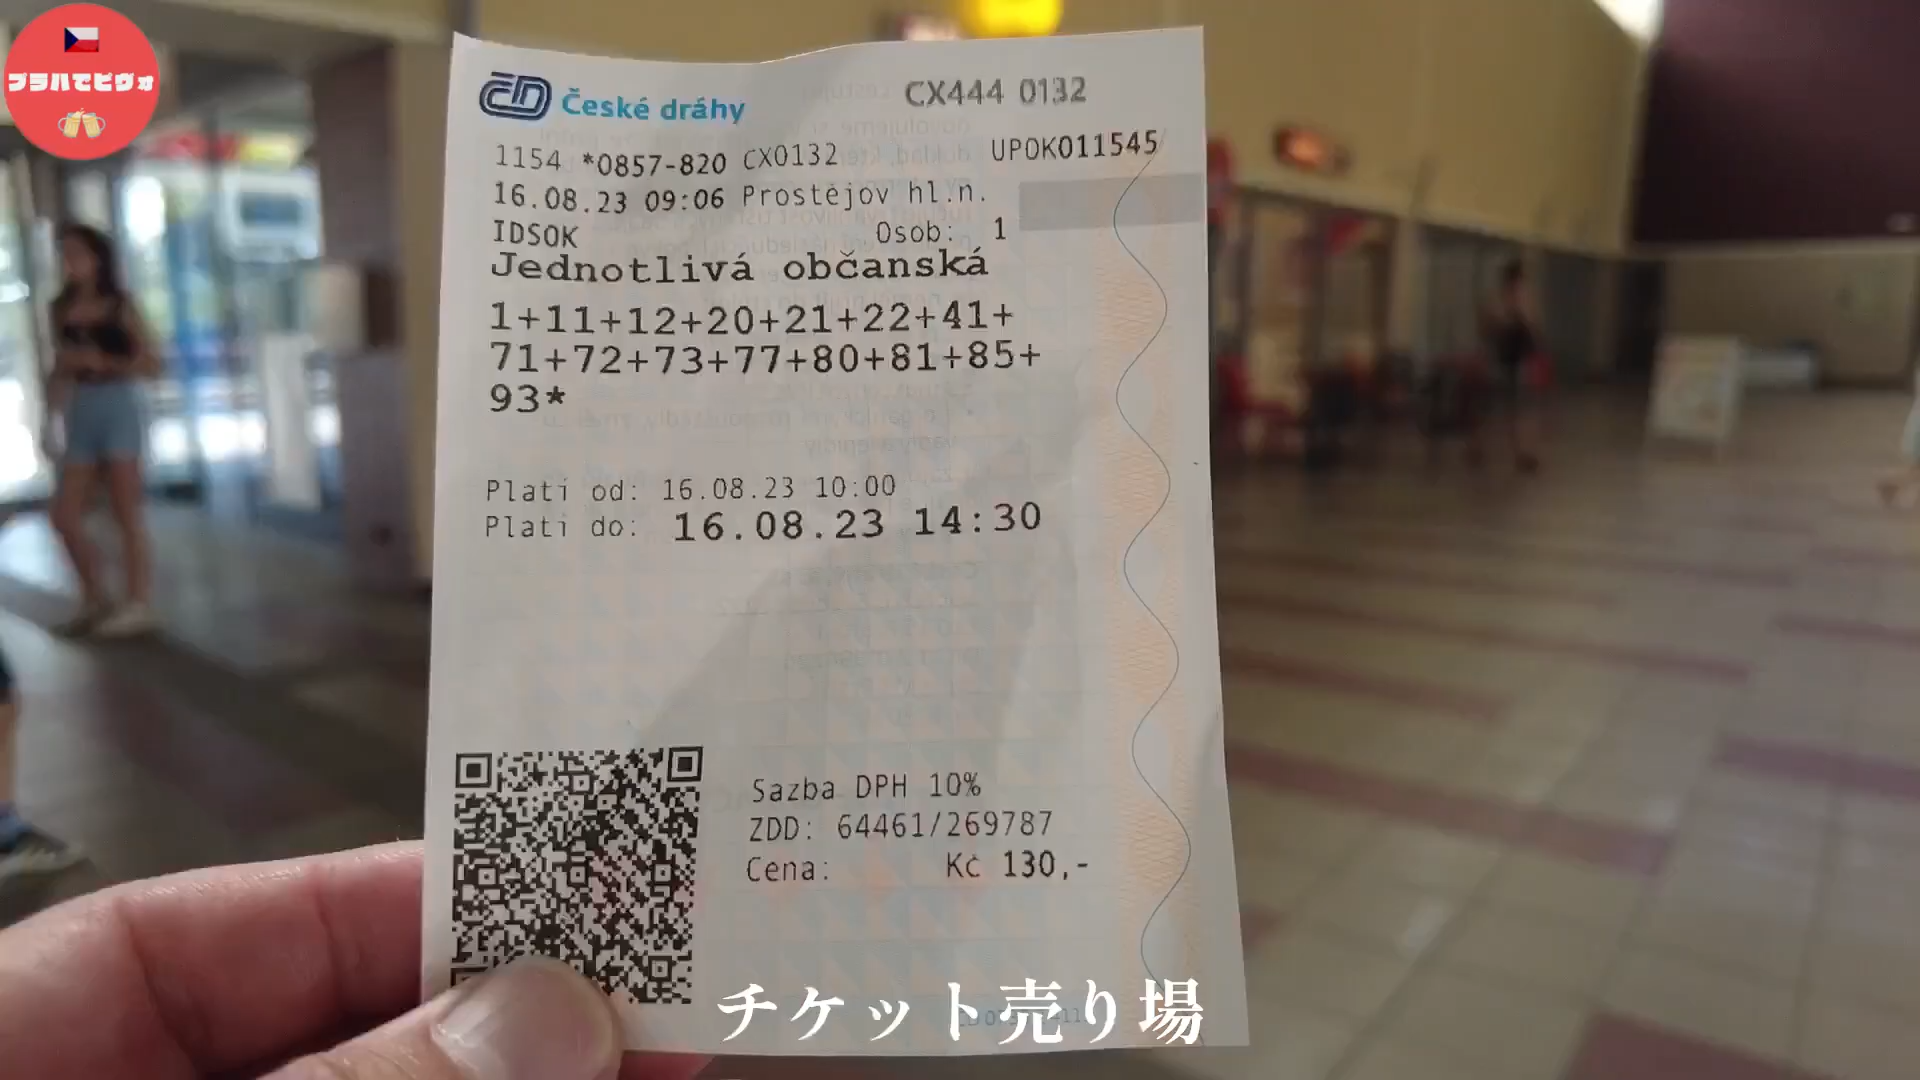 プラハでピヴォ
ČD České dráhy
CX444 0132
1154 *0857-820 CX0132 UPOK011545
16.08.23 09:06 Prostějov hl.n.
IDSOK Osob: 1
Jednotlivá občanská
1+11+12+20+21+22+41+
71+72+73+77+80+81+85+
93*
Platí od: 16.08.23 10:00
Platí do: 16.08.23 14:30
Sazba DPH 10%
ZDD: 64461/269787
Cena: Kč 130,-
チケット売り場